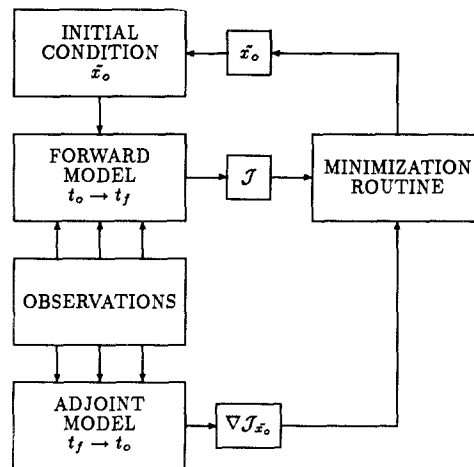 INITIAL
CONDITION
x̃ₒ
x̃ₒ
FORWARD
MODEL
tₒ → t_f
𝒥
MINIMIZATION
ROUTINE
OBSERVATIONS
ADJOINT
MODEL
t_f → tₒ
∇𝒥_x̃ₒ